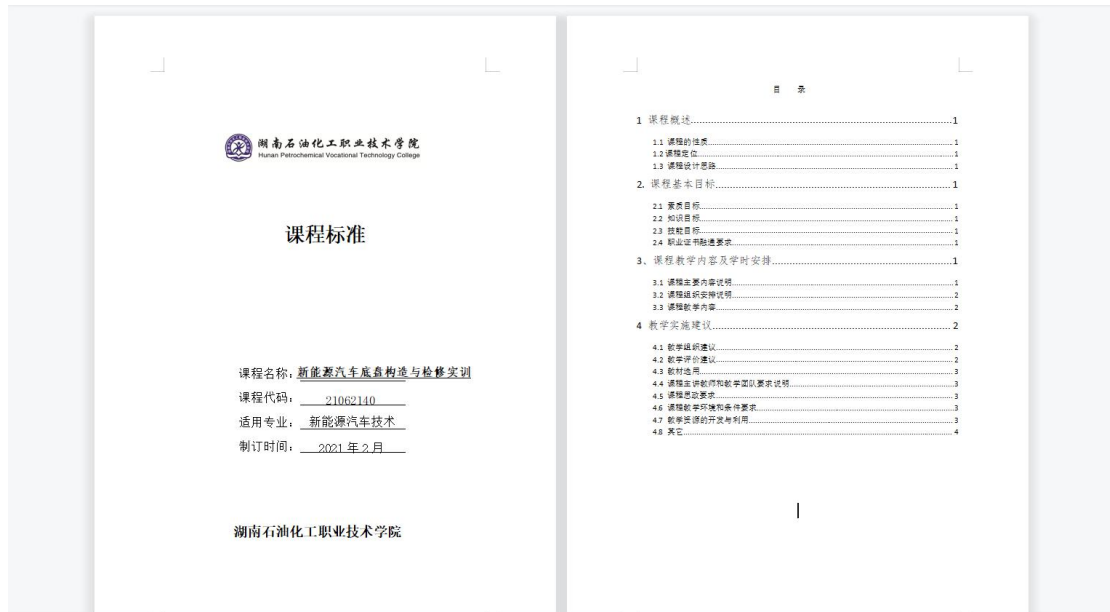 湖南石油化工职业技术学院
Hunan Petrochemical Vocational Technology College
课程标准
课程名称：新能源汽车底盘构造与检修实训
课程代码：21062140
适用专业：新能源汽车技术
制订时间：2021 年 2 月
湖南石油化工职业技术学院
目 录
1 课程概述......1
1.1 课程的性质......1
1.2课程定位......1
1.3 课程设计思路......1
2. 课程基本目标......1
2.1 素质目标......1
2.2 知识目标......1
2.3 技能目标......1
2.4 职业证书融通要求......1
3、课程教学内容及学时安排......1
3.1 课程主要内容说明......1
3.2 课程组织安排说明......2
3.3 课程教学内容......2
4 教学实施建议......2
4.1 教学组织建议......2
4.2 教学评价建议......2
4.3 教材选用......3
4.4 课程主讲教师和教学团队要求说明......3
4.5 课程思政要求......3
4.6 课程教学环境和条件要求......3
4.7 教学资源的开发与利用......3
4.8 其它......4